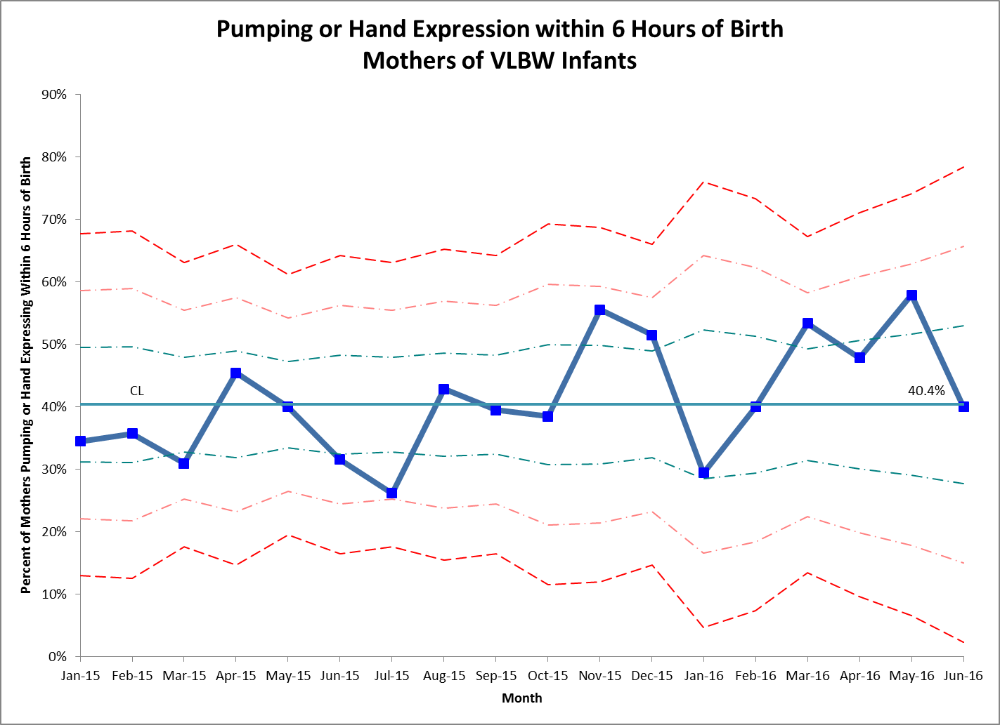 Pumping or Hand Expression within 6 Hours of Birth
Mothers of VLBW Infants
Percent of Mothers Pumping or Hand Expressing Within 6 Hours of Birth
90%
80%
70%
60%
50%
40%
30%
20%
10%
0%
CL
40.4%
Jan-15 Feb-15 Mar-15 Apr-15 May-15 Jun-15 Jul-15 Aug-15 Sep-15 Oct-15 Nov-15 Dec-15 Jan-16 Feb-16 Mar-16 Apr-16 May-16 Jun-16
Month